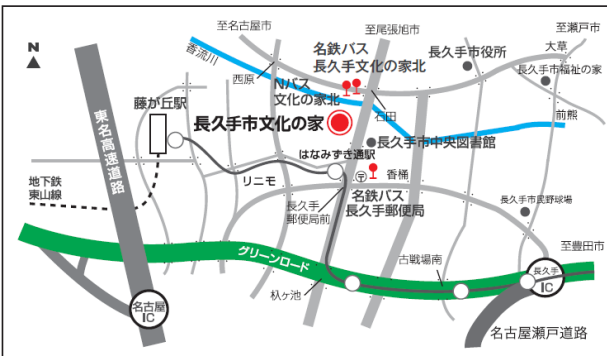 至名古屋市
至尾張旭市
至瀬戸市
N
香流川
西原
名鉄バス
長久手文化の家北
Nバス
文化の家北
石田
長久手市役所
大草
長久手市福祉の家
前熊
藤が丘駅
長久手市文化の家
長久手市中央図書館
はなみずき通駅
東名高速道路
リニモ
香桶
名鉄バス
長久手郵便局
長久手
郵便局前
地下鉄
東山線
長久手市民野球場
グリーンロード
古戦場南
至豊田市
杁ヶ池
名古屋
IC
長久手
IC
名古屋瀬戸道路